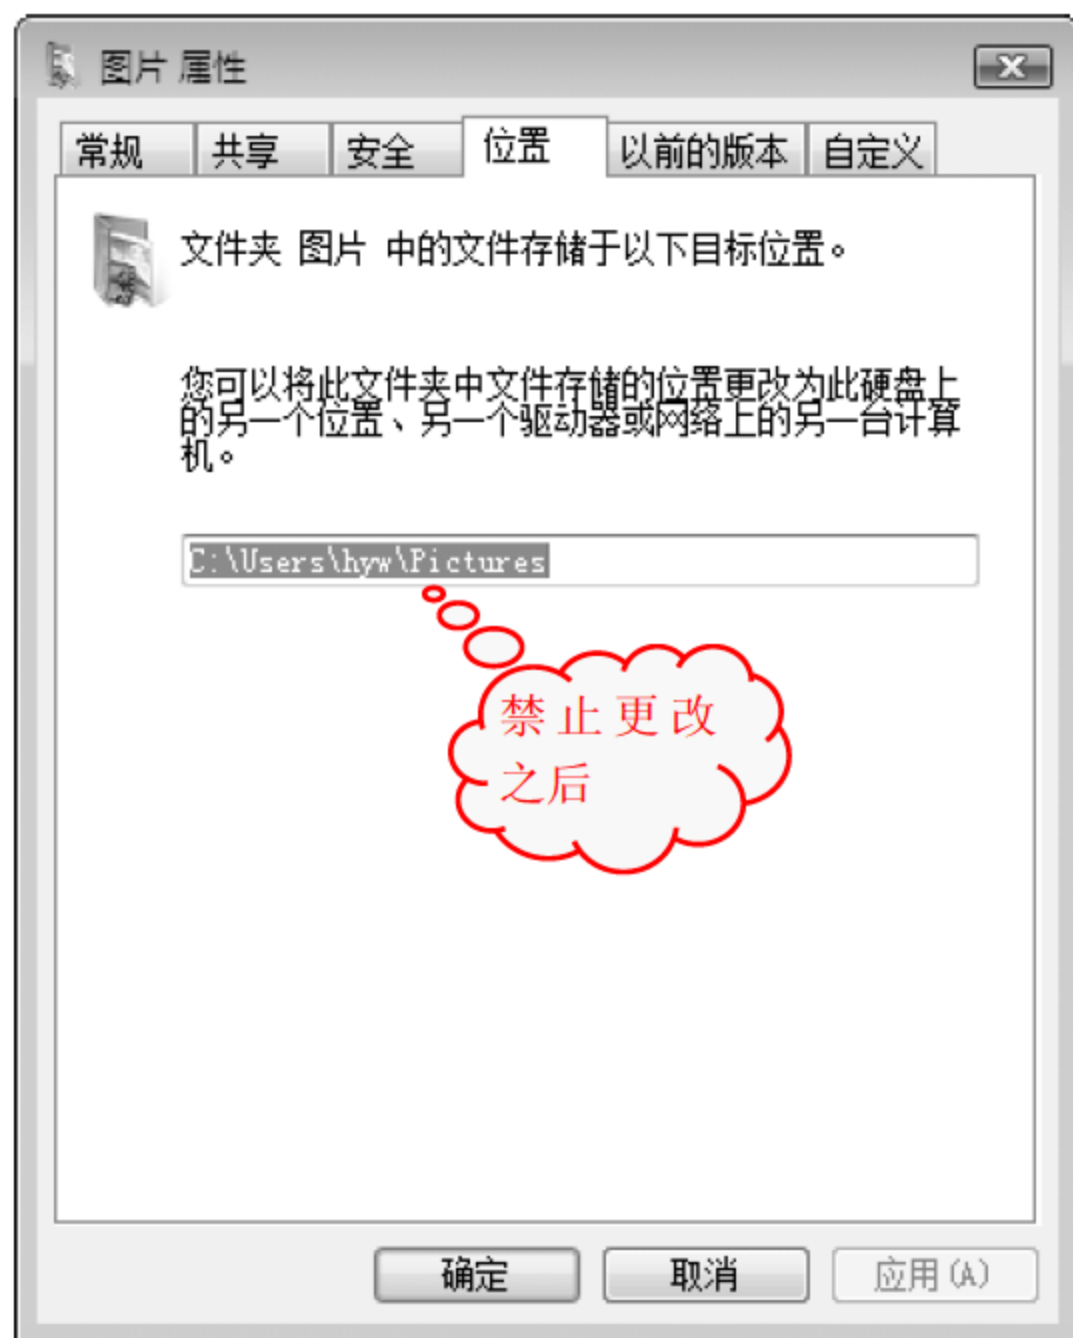 图片 属性
常规 共享 安全 位置 以前的版本 自定义
文件夹 图片 中的文件存储于以下目标位置。
您可以将此文件夹中文件存储的位置更改为此硬盘上
的另一个位置、另一个驱动器或网络上的另一台计算
机。
C:\Users\hyw\Pictures
禁止更改
之后
确定 取消 应用(A)